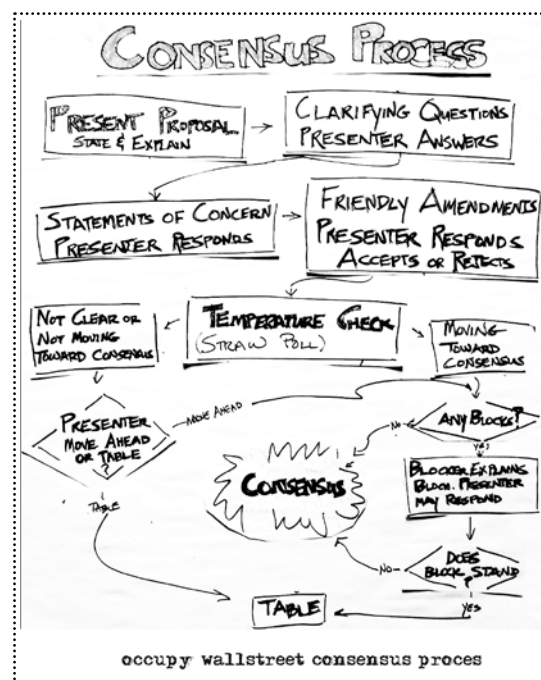 CONSENSUS PROCESS
PRESENT PROPOSAL
STATE & EXPLAIN
CLARIFYING QUESTIONS
PRESENTER ANSWERS
STATEMENTS OF CONCERN
PRESENTER RESPONDS
FRIENDLY AMENDMENTS
PRESENTER RESPONDS
ACCEPTS OR REJECTS
TEMPERATURE CHECK
(STRAW POLL)
NOT CLEAR OR
NOT MOVING
TOWARD CONSENSUS
MOVING
TOWARD
CONSENSUS
PRESENTER
MOVE AHEAD
OR TABLE
?
MOVE AHEAD
ANY BLOCKS?
NO
YES
CONSENSUS
BLOCKER EXPLAINS
BLOCK. PRESENTER
MAY RESPOND
TABLE
DOES
BLOCK STAND
?
NO
YES
TABLE
occupy wallstreet consensus proces